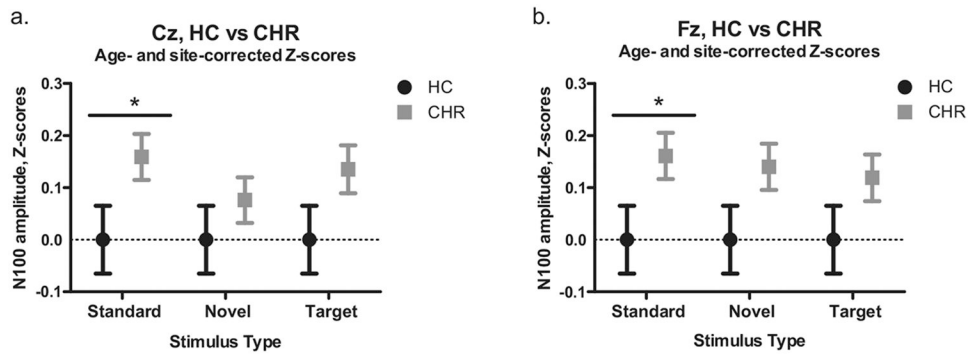 a.
Cz, HC vs CHR
Age- and site-corrected Z-scores
N100 amplitude, Z-scores
0.3
0.2
0.1
0.0
-0.1
*
HC
CHR
Standard Novel Target
Stimulus Type
b.
Fz, HC vs CHR
Age- and site-corrected Z-scores
N100 amplitude, Z-scores
0.3
0.2
0.1
0.0
-0.1
*
HC
CHR
Standard Novel Target
Stimulus Type